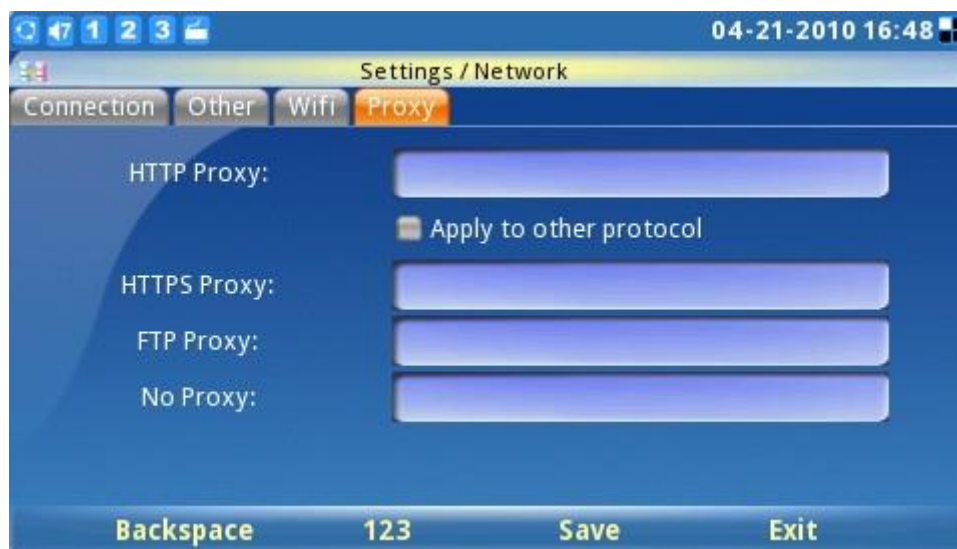 7 1 2 3 04-21-2010 16:48
Settings / Network
Connection Other Wifi Proxy
HTTP Proxy:
Apply to other protocol
HTTPS Proxy:
FTP Proxy:
No Proxy:
Backspace 123 Save Exit